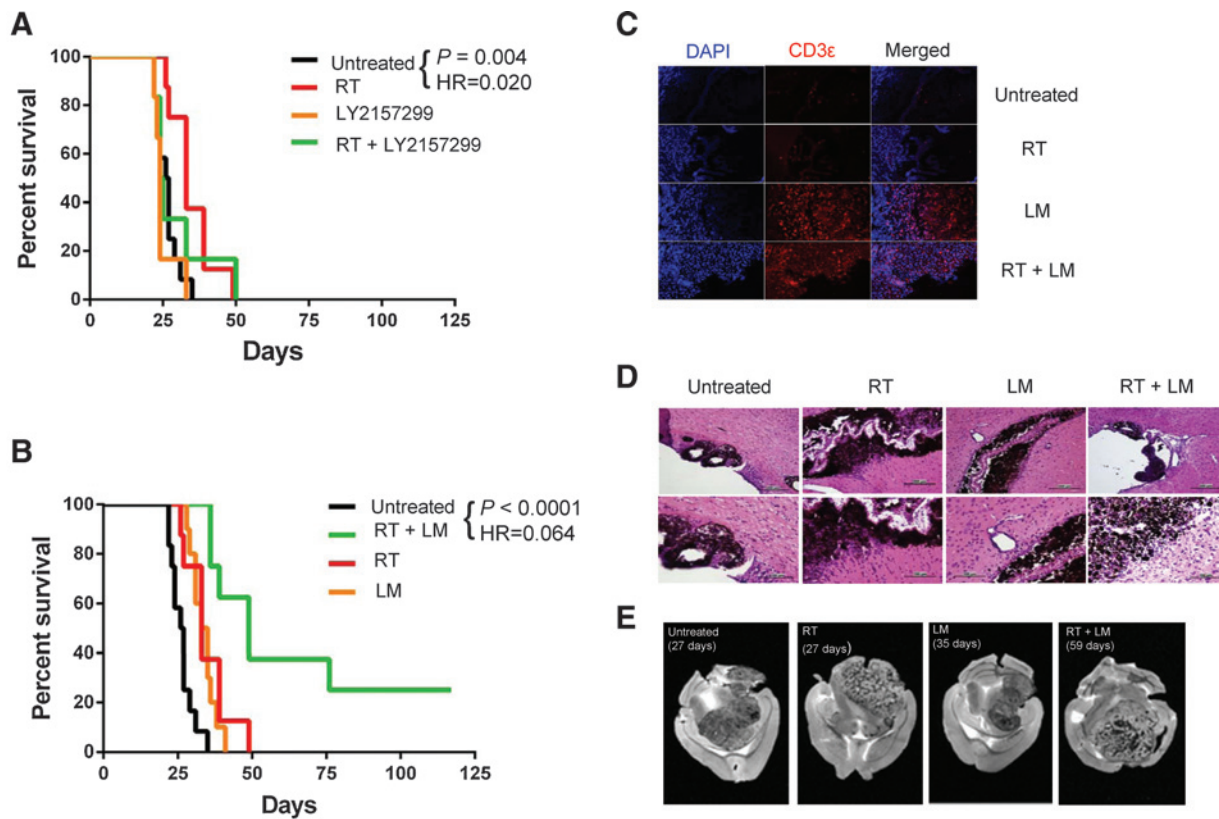 A
Percent survival
100
80
60
40
20
0
0 25 50 75 100 125
Days
Untreated { P = 0.004
RT HR=0.020
LY2157299
RT + LY2157299
B
Percent survival
100
80
60
40
20
0
0 25 50 75 100 125
Days
Untreated { P < 0.0001
RT + LM HR=0.064
RT
LM
C
DAPI CD3ε Merged
Untreated
RT
LM
RT + LM
D
Untreated RT LM RT + LM
E
Untreated
(27 days)
RT
(27 days)
LM
(35 days)
RT + LM
(59 days)